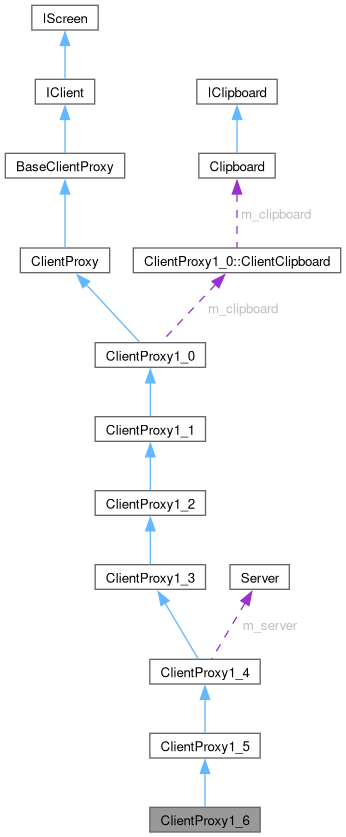 IScreen
IClient
IClipboard
BaseClientProxy
Clipboard
m_clipboard
ClientProxy
ClientProxy1_0::ClientClipboard
m_clipboard
ClientProxy1_0
ClientProxy1_1
ClientProxy1_2
ClientProxy1_3
Server
m_server
ClientProxy1_4
ClientProxy1_5
ClientProxy1_6